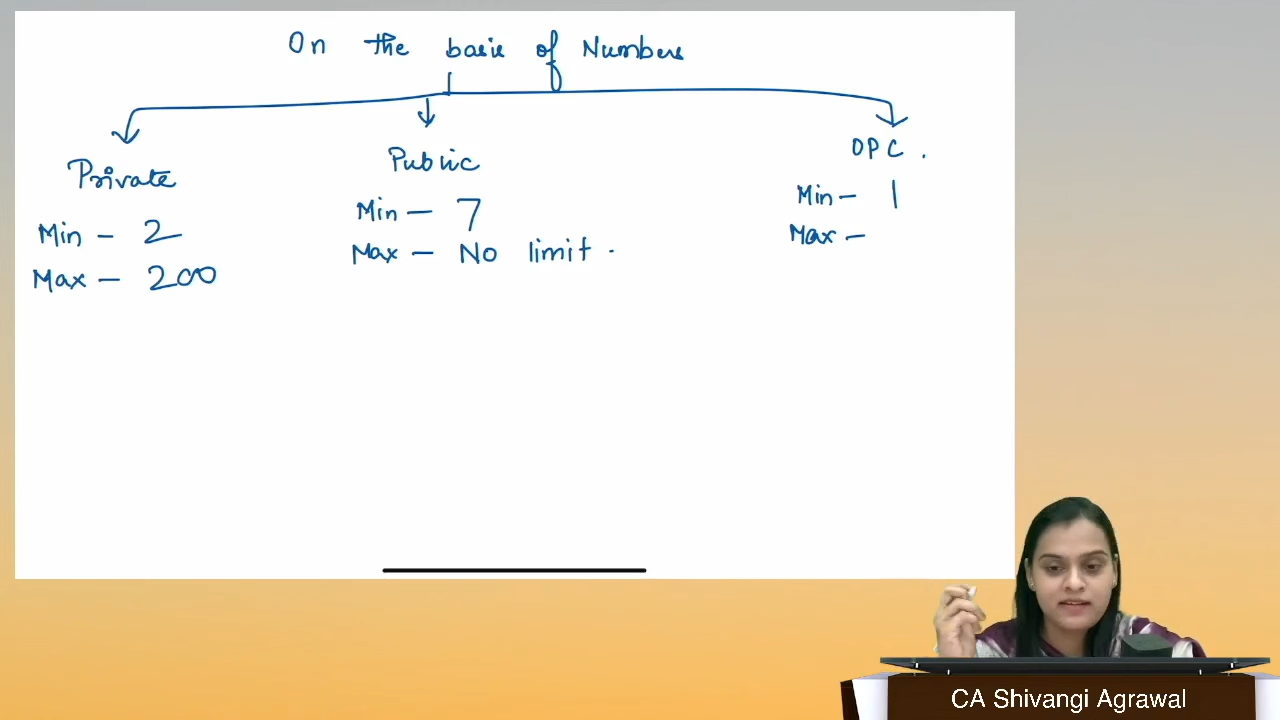 On the basis of Numbers
Private
Min - 2
Max - 200
Public
Min - 7
Max - No limit.
OPC.
Min - 1
Max -
CA Shivangi Agrawal